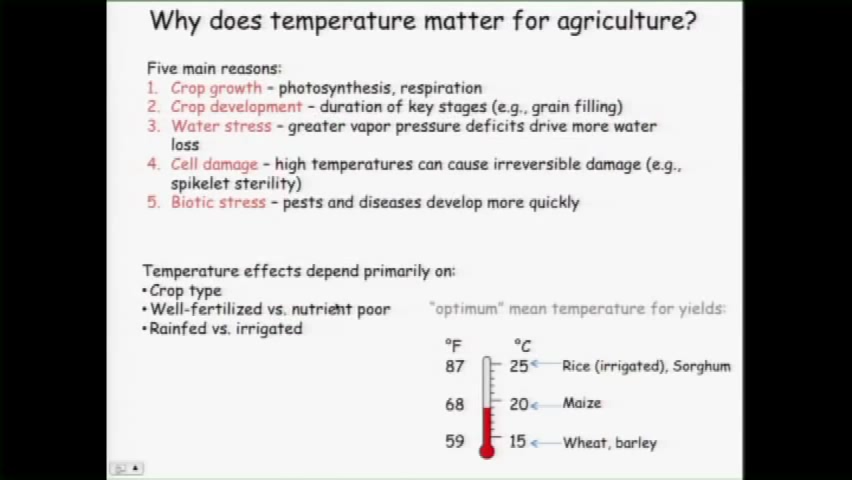 Why does temperature matter for agriculture?
Five main reasons:
1. Crop growth – photosynthesis, respiration
2. Crop development – duration of key stages (e.g., grain filling)
3. Water stress – greater vapor pressure deficits drive more water
loss
4. Cell damage – high temperatures can cause irreversible damage (e.g.,
spikelet sterility)
5. Biotic stress – pests and diseases develop more quickly
Temperature effects depend primarily on:
•Crop type
•Well-fertilized vs. nutrient poor
•Rainfed vs. irrigated
"optimum" mean temperature for yields:
°F °C
87 25 Rice (irrigated), Sorghum
68 20 Maize
59 15 Wheat, barley